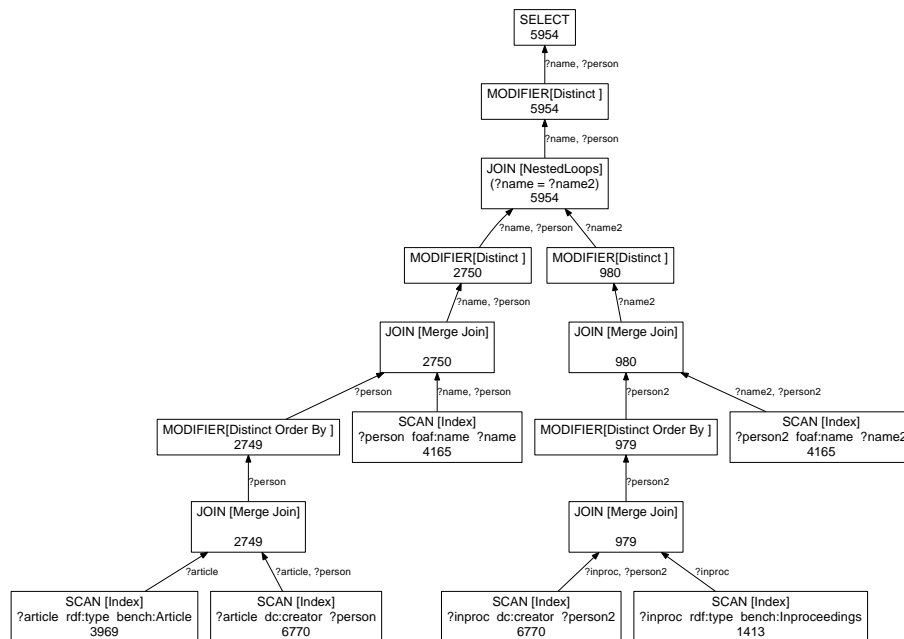 SELECT
5954
?name, ?person
MODIFIER[Distinct ]
5954
?name, ?person
JOIN [NestedLoops]
(?name = ?name2)
5954
?name, ?person
?name2
MODIFIER[Distinct ]
2750
MODIFIER[Distinct ]
980
?name, ?person
?name2
JOIN [Merge Join]
2750
JOIN [Merge Join]
980
?person
?name, ?person
?person2
?name2, ?person2
MODIFIER[Distinct Order By ]
2749
SCAN [Index]
?person foaf:name ?name
4165
MODIFIER[Distinct Order By ]
979
SCAN [Index]
?person2 foaf:name ?name2
4165
?person
?person2
JOIN [Merge Join]
2749
JOIN [Merge Join]
979
?article
?article, ?person
?inproc, ?person2
?inproc
SCAN [Index]
?article rdf:type bench:Article
3969
SCAN [Index]
?article dc:creator ?person
6770
SCAN [Index]
?inproc dc:creator ?person2
6770
SCAN [Index]
?inproc rdf:type bench:Inproceedings
1413